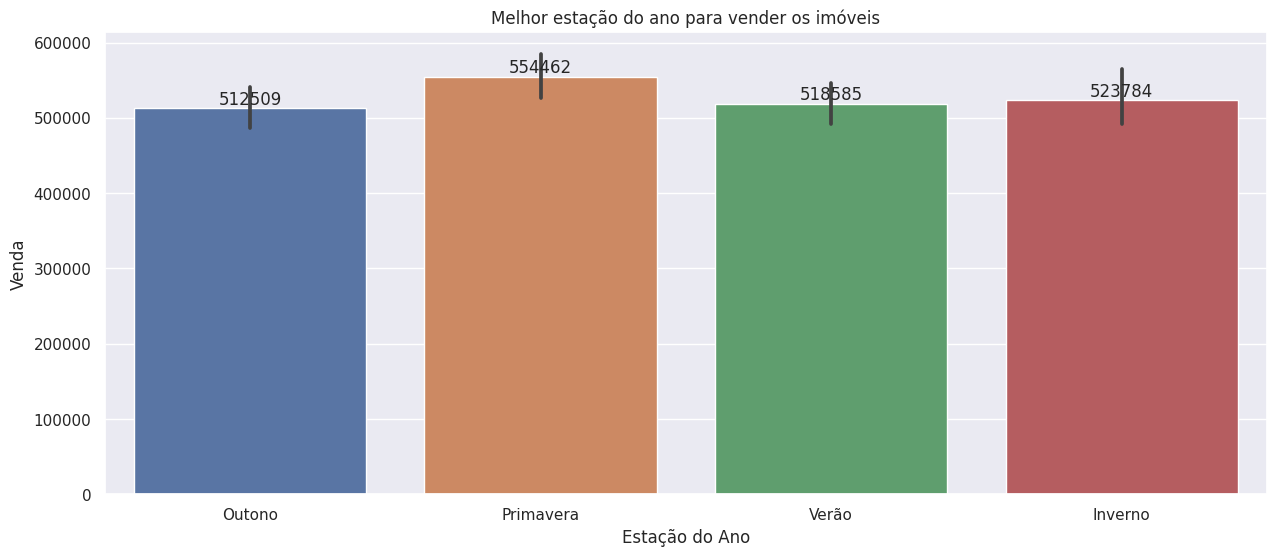 Melhor estação do ano para vender os imóveis
Venda
600000
500000
400000
300000
200000
100000
0
512509
554462
518585
523784
Outono
Primavera
Verão
Inverno
Estação do Ano